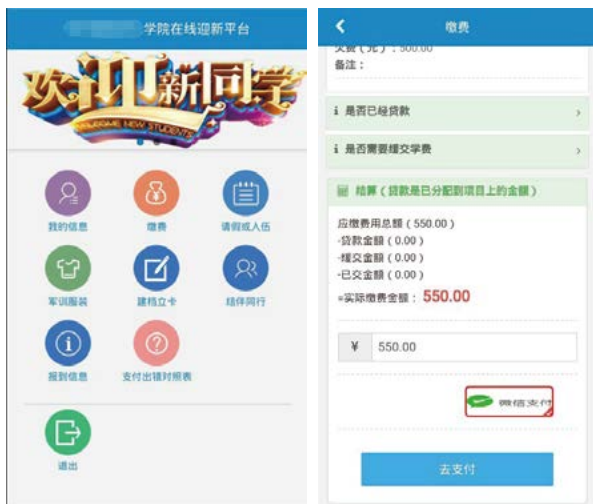 学院在线迎新平台
欢迎新同学
WELCOME NEW STUDENTS
我的信息
缴费
请假或入伍
军训服装
建档立卡
结伴同行
报到信息
支付出错对照表
退出
缴费
欠费(元):500.00
备注:
是否已经贷款
是否需要缓交学费
结算(贷款是已分配到项目上的金额)
应缴费用总额(550.00)
-贷款金额(0.00)
-缓交金额(0.00)
-已交金额(0.00)
=实际缴费金额:550.00
¥ 550.00
微信支付
去支付